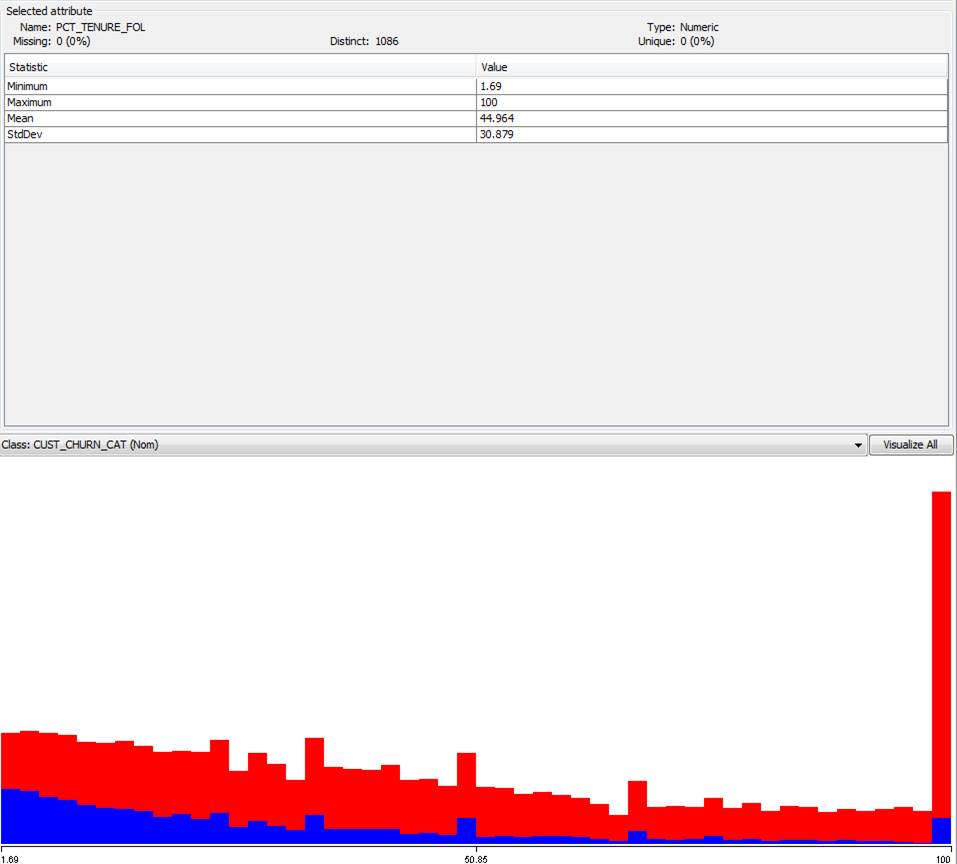 Selected attribute
Name: PCT_TENURE_FOL Type: Numeric
Missing: 0 (0%) Distinct: 1086 Unique: 0 (0%)
Statistic Value
Minimum 1.69
Maximum 100
Mean 44.964
StdDev 30.879
Class: CUST_CHURN_CAT (Nom) Visualize All
1.69 50.85 100